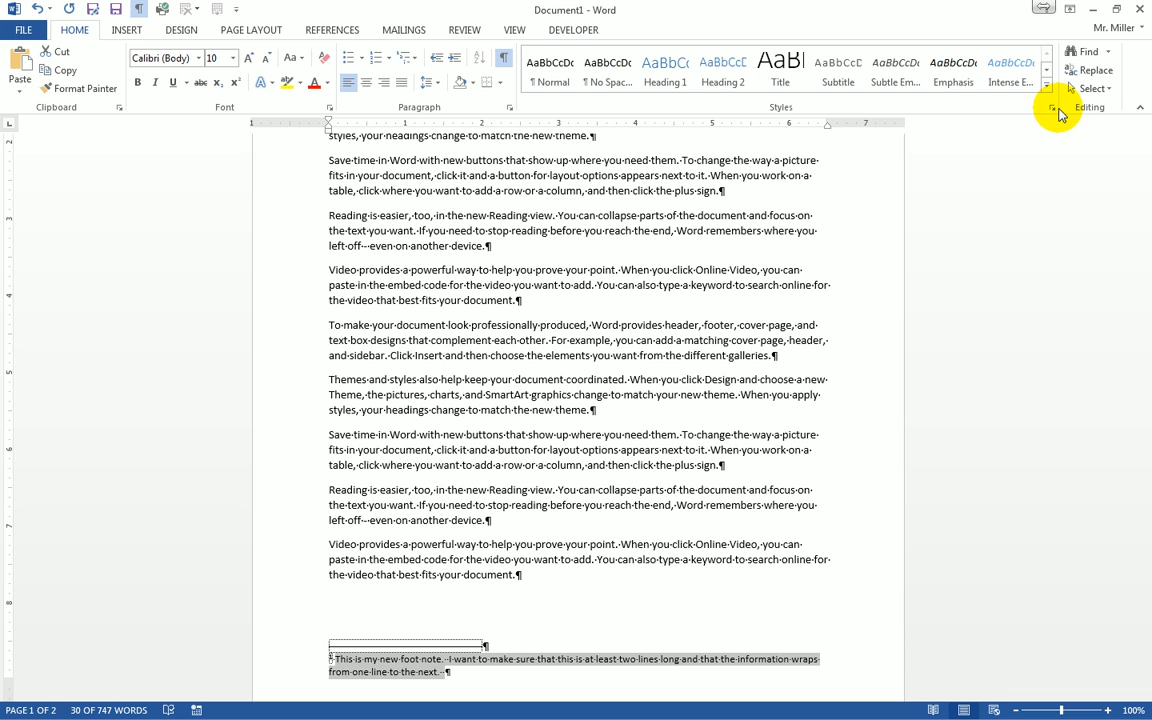 Document1 - Word
Mr. Miller
FILE HOME INSERT DESIGN PAGE LAYOUT REFERENCES MAILINGS REVIEW VIEW DEVELOPER
Paste
Cut
Copy
Format Painter
Clipboard
Calibri (Body) 10
Font
Paragraph
AaBbCcDc AaBbCcDc AaBbCc AaBbCcC AaB AaBbCcC AaBbCcDc AaBbCcDc AaBbCcDc
¶ Normal ¶ No Spac... Heading 1 Heading 2 Title Subtitle Subtle Em... Emphasis Intense E...
Styles
Find
Replace
Select
Editing
styles, your headings change to match the new theme.¶
Save time in Word with new buttons that show up where you need them. To change the way a picture
fits in your document, click it and a button for layout options appears next to it. When you work on a
table, click where you want to add a row or a column, and then click the plus sign.¶
Reading is easier, too, in the new Reading view. You can collapse parts of the document and focus on
the text you want. If you need to stop reading before you reach the end, Word remembers where you
left off - even on another device.¶
Video provides a powerful way to help you prove your point. When you click Online Video, you can
paste in the embed code for the video you want to add. You can also type a keyword to search online for
the video that best fits your document.¶
To make your document look professionally produced, Word provides header, footer, cover page, and
text box designs that complement each other. For example, you can add a matching cover page, header,
and sidebar. Click Insert and then choose the elements you want from the different galleries.¶
Themes and styles also help keep your document coordinated. When you click Design and choose a new
Theme, the pictures, charts, and SmartArt graphics change to match your new theme. When you apply
styles, your headings change to match the new theme.¶
Save time in Word with new buttons that show up where you need them. To change the way a picture
fits in your document, click it and a button for layout options appears next to it. When you work on a
table, click where you want to add a row or a column, and then click the plus sign.¶
Reading is easier, too, in the new Reading view. You can collapse parts of the document and focus on
the text you want. If you need to stop reading before you reach the end, Word remembers where you
left off - even on another device.¶
Video provides a powerful way to help you prove your point. When you click Online Video, you can
paste in the embed code for the video you want to add. You can also type a keyword to search online for
the video that best fits your document.¶
¶
1 This is my new foot note. I want to make sure that this is at least two lines long and that the information wraps
from one line to the next. ¶
PAGE 1 OF 2 30 OF 747 WORDS 100%